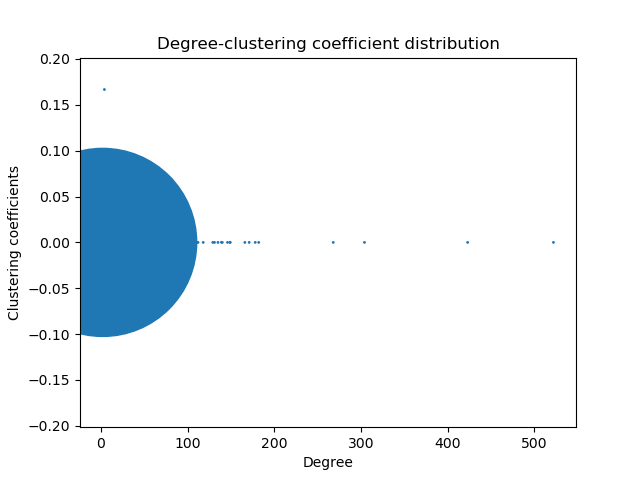 Degree-clustering coefficient distribution
0.20
0.15
0.10
0.05
0.00
−0.05
−0.10
−0.15
−0.20
Clustering coefficients
0 100 200 300 400 500
Degree